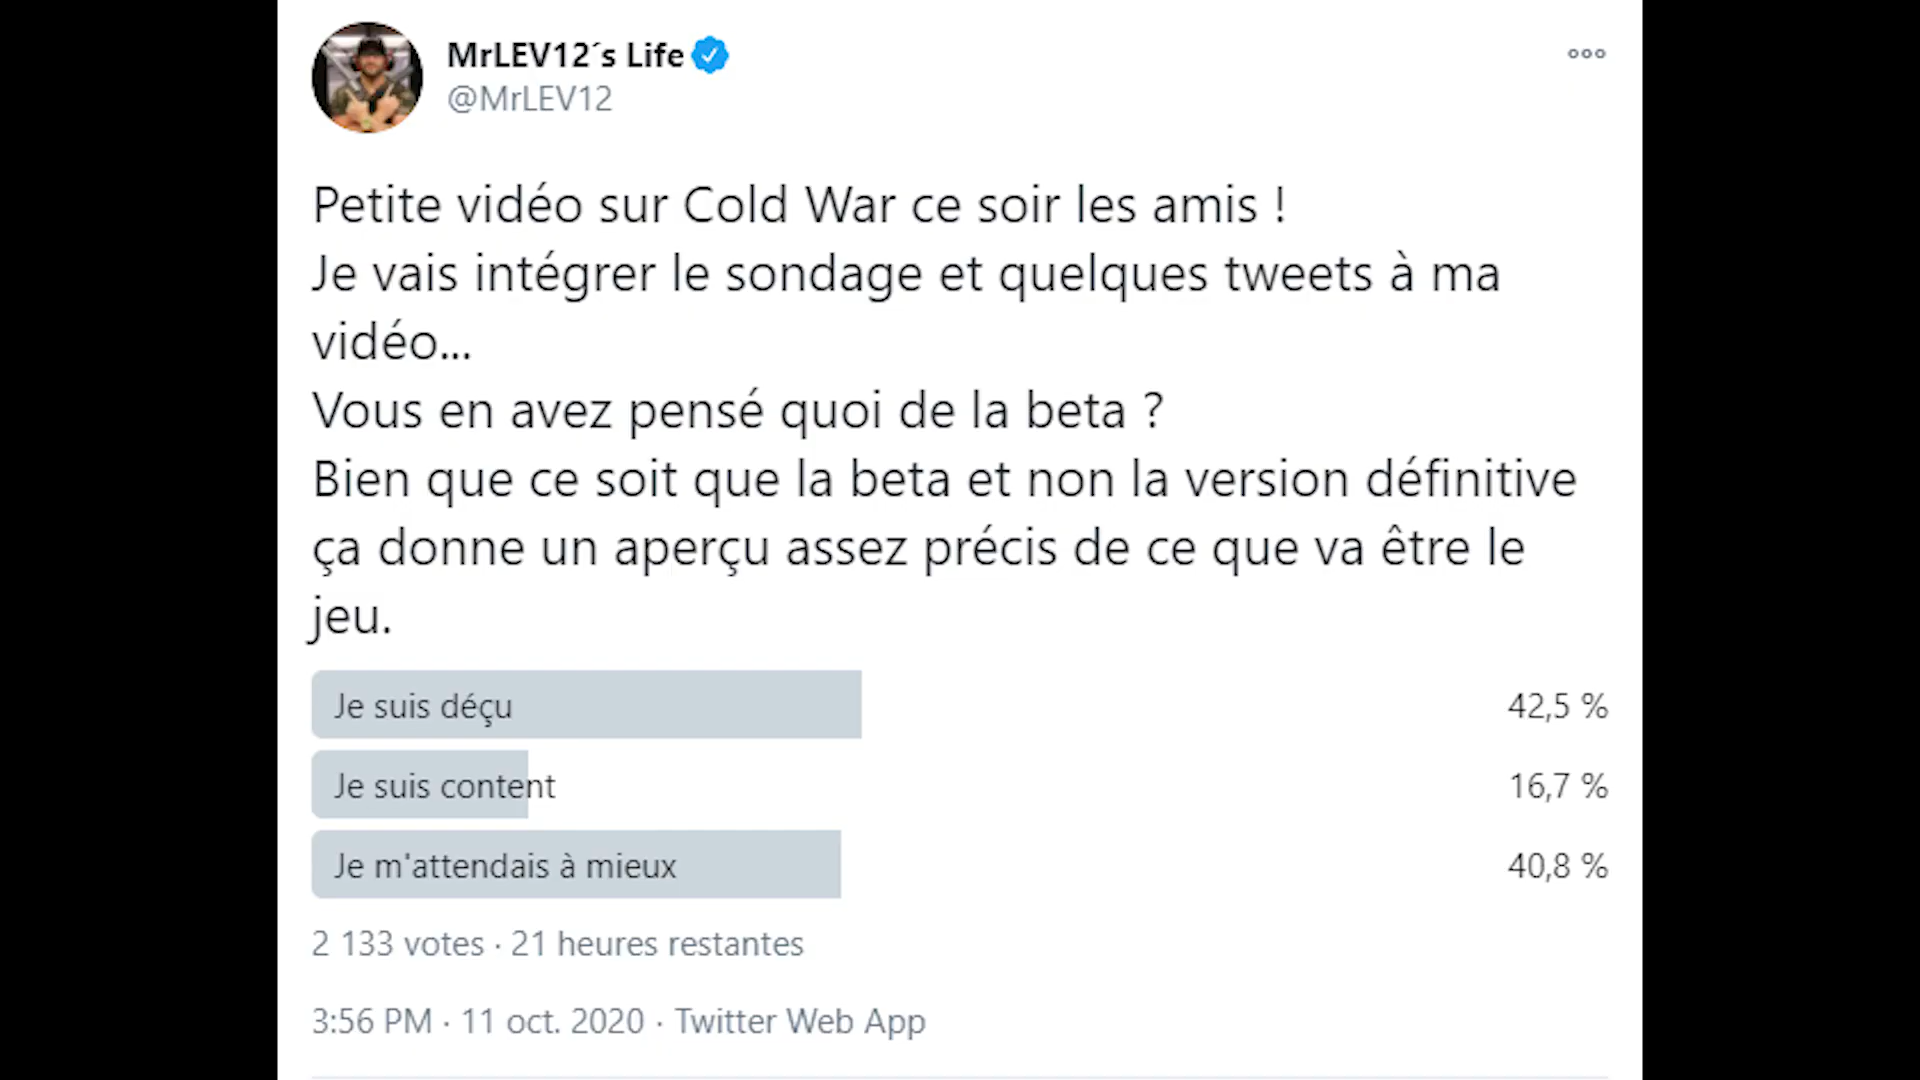 MrLEV12´s Life
@MrLEV12
Petite vidéo sur Cold War ce soir les amis !
Je vais intégrer le sondage et quelques tweets à ma
vidéo...
Vous en avez pensé quoi de la beta ?
Bien que ce soit que la beta et non la version définitive
ça donne un aperçu assez précis de ce que va être le
jeu.
Je suis déçu 42,5 %
Je suis content 16,7 %
Je m'attendais à mieux 40,8 %
2 133 votes · 21 heures restantes
3:56 PM · 11 oct. 2020 · Twitter Web App